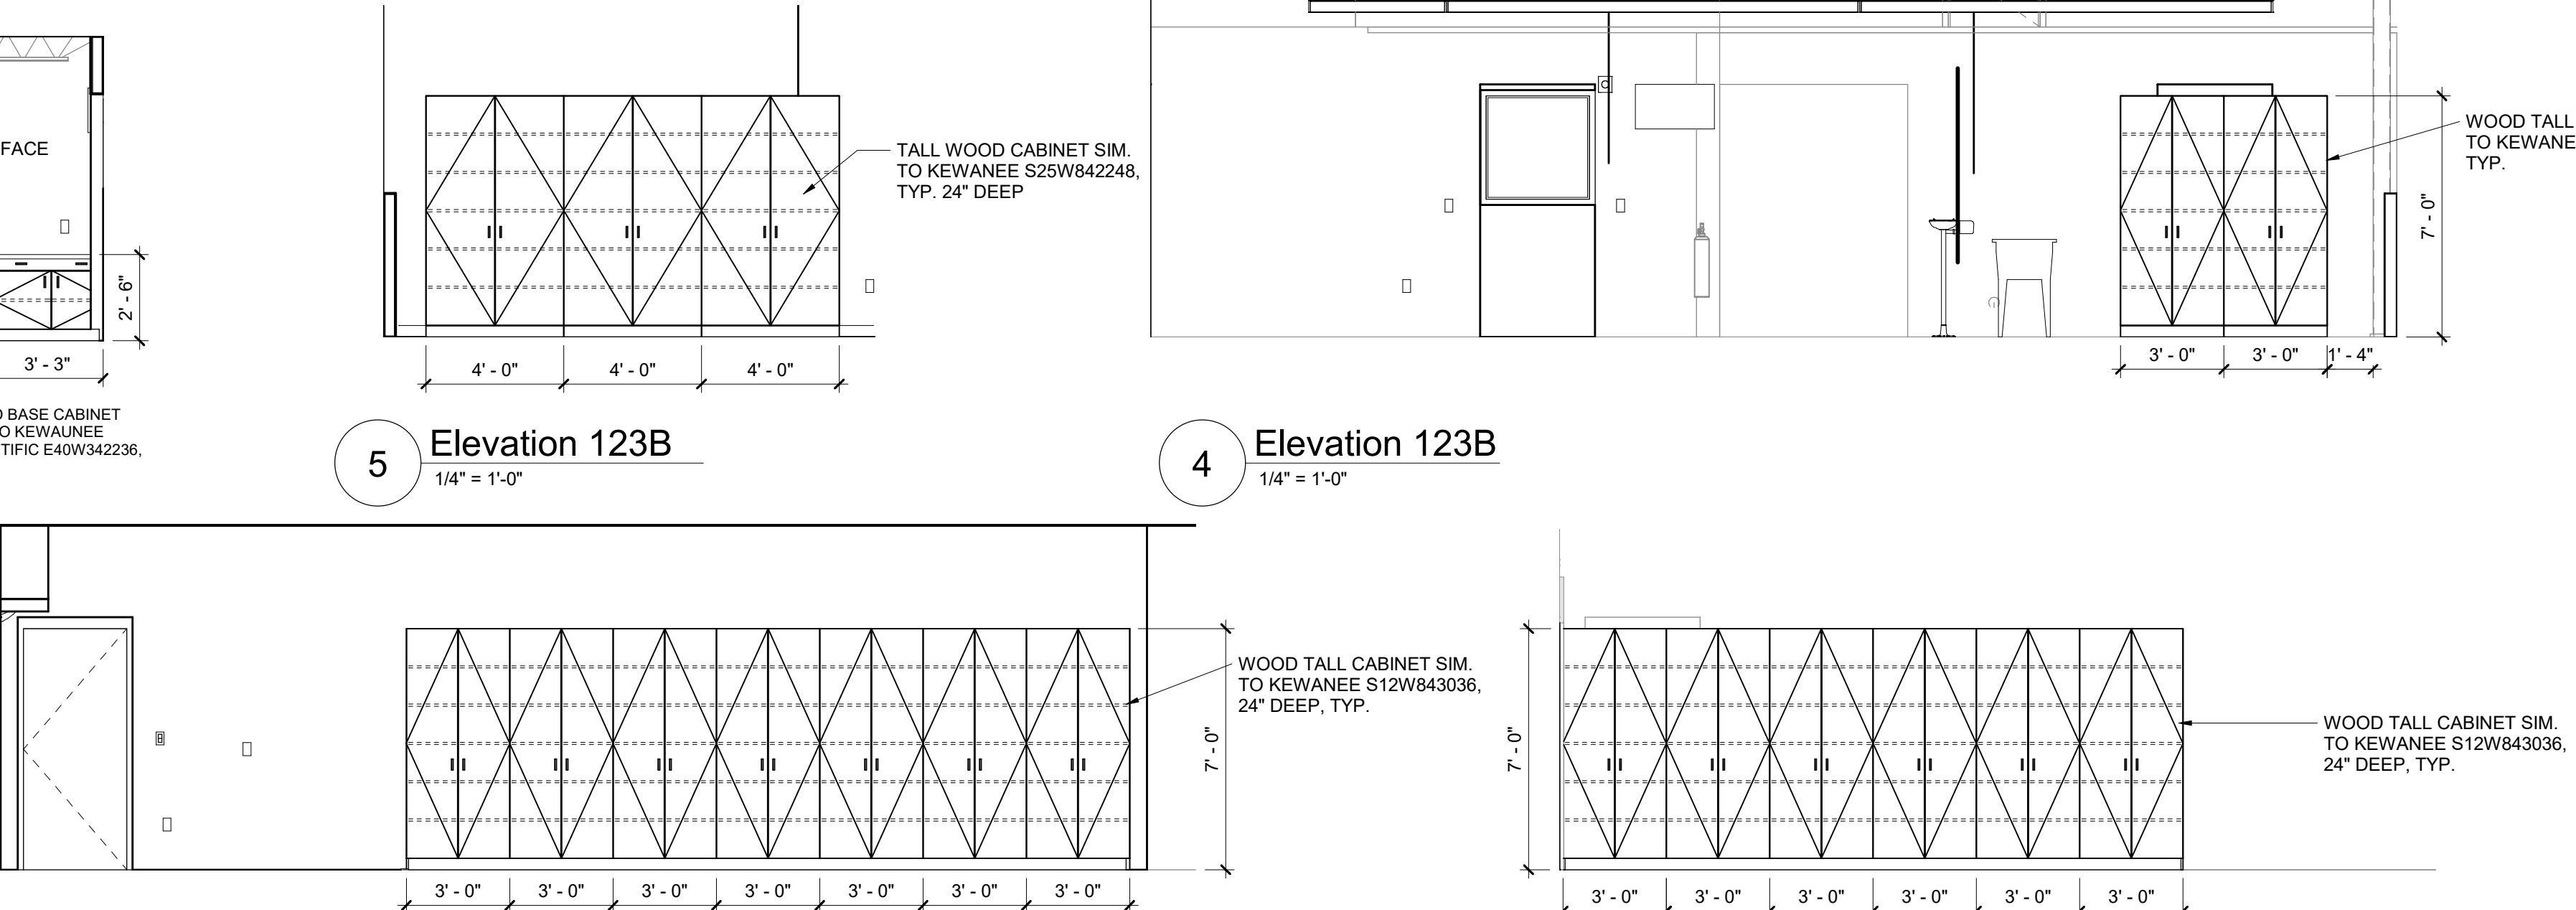 FACE
2' - 6"
3' - 3"
BASE CABINET
O KEWAUNEE
TIFIC E40W342236,
TALL WOOD CABINET SIM.
TO KEWANEE S25W842248,
TYP. 24" DEEP
4' - 0"
4' - 0"
4' - 0"
5
Elevation 123B
1/4" = 1'-0"
WOOD TALL
TO KEWANE
TYP.
7' - 0"
3' - 0"
3' - 0"
1' - 4"
4
Elevation 123B
1/4" = 1'-0"
WOOD TALL CABINET SIM.
TO KEWANEE S12W843036,
24" DEEP, TYP.
7' - 0"
3' - 0"
3' - 0"
3' - 0"
3' - 0"
3' - 0"
3' - 0"
3' - 0"
7' - 0"
WOOD TALL CABINET SIM.
TO KEWANEE S12W843036,
24" DEEP, TYP.
3' - 0"
3' - 0"
3' - 0"
3' - 0"
3' - 0"
3' - 0"